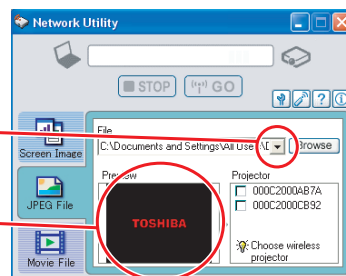 Network Utility
STOP GO
?
Screen Image
JPEG File
Movie File
File
C:\Documents and Settings\All Use
Browse
Preview
TOSHIBA
Projector
000C2000AB7A
000C2000CB92
Choose wireless
projector